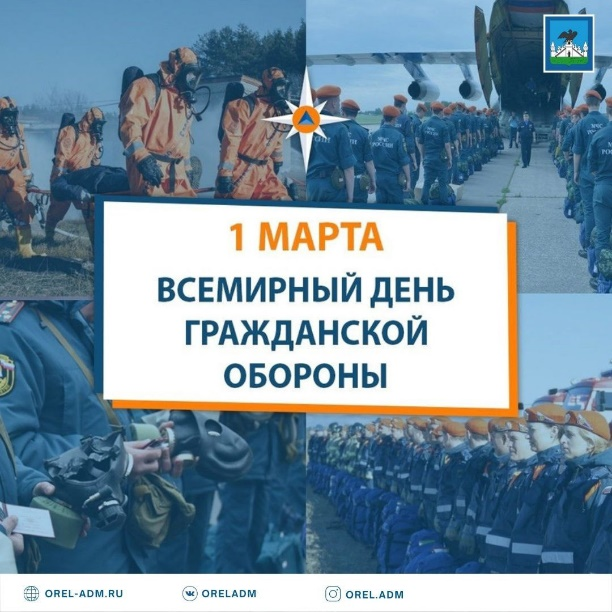 1 МАРТА
ВСЕМИРНЫЙ ДЕНЬ
ГРАЖДАНСКОЙ
ОБОРОНЫ
OREL-ADM.RU
ORELADM
OREL.ADM